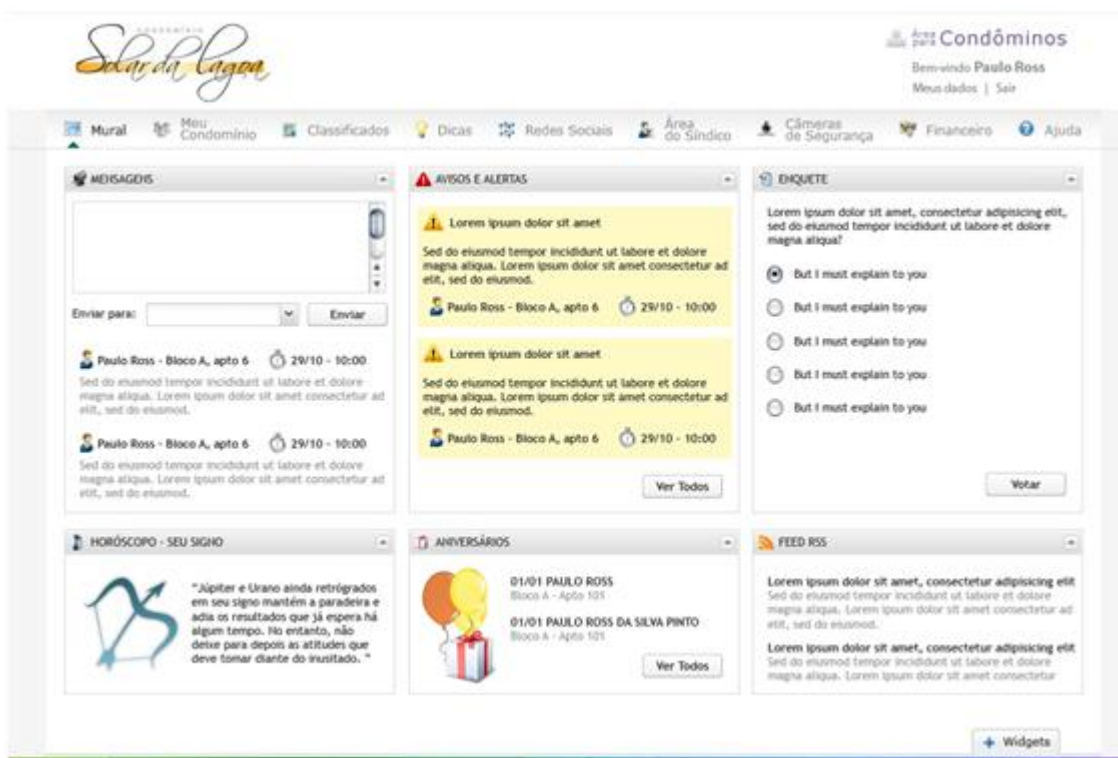 CONDOMÍNIO
Solar da Lagoa
Área para Condôminos
Bem-vindo Paulo Ross
Meus dados | Sair
Mural
Meu Condomínio
Classificados
Dicas
Redes Sociais
Área do Síndico
Câmeras de Segurança
Financeiro
Ajuda
MENSAGENS
Enviar para:
Enviar
Paulo Ross - Bloco A, apto 6
29/10 - 10:00
Sed do eiusmod tempor incididunt ut labore et dolore
magna aliqua. Lorem ipsum dolor sit amet consectetur ad
elit, sed do eiusmod.
Paulo Ross - Bloco A, apto 6
29/10 - 10:00
Sed do eiusmod tempor incididunt ut labore et dolore
magna aliqua. Lorem ipsum dolor sit amet consectetur ad
elit, sed do eiusmod.
AVISOS E ALERTAS
Lorem ipsum dolor sit amet
Sed do eiusmod tempor incididunt ut labore et dolore
magna aliqua. Lorem ipsum dolor sit amet consectetur ad
elit, sed do eiusmod.
Paulo Ross - Bloco A, apto 6
29/10 - 10:00
Lorem ipsum dolor sit amet
Sed do eiusmod tempor incididunt ut labore et dolore
magna aliqua. Lorem ipsum dolor sit amet consectetur ad
elit, sed do eiusmod.
Paulo Ross - Bloco A, apto 6
29/10 - 10:00
Ver Todos
ENQUETE
Lorem ipsum dolor sit amet, consectetur adipisicing elit,
sed do eiusmod tempor incididunt ut labore et dolore
magna aliqua?
But I must explain to you
But I must explain to you
But I must explain to you
But I must explain to you
But I must explain to you
Votar
HORÓSCOPO - SEU SIGNO
"Júpiter e Urano ainda retrógrados
em seu signo mantém a paradeira e
adia os resultados que já espera há
algum tempo. No entanto, não
deixe para depois as atitudes que
deve tomar diante do inusitado. "
ANIVERSÁRIOS
01/01 PAULO ROSS
Bloco A - Apto 101
01/01 PAULO ROSS DA SILVA PINTO
Bloco A - Apto 101
Ver Todos
FEED RSS
Lorem ipsum dolor sit amet, consectetur adipisicing elit
Sed do eiusmod tempor incididunt ut labore et dolore
magna aliqua. Lorem ipsum dolor sit amet consectetur ad
elit, sed do eiusmod.
Lorem ipsum dolor sit amet, consectetur adipisicing elit
Sed do eiusmod tempor incididunt ut labore et dolore
magna aliqua. Lorem ipsum dolor sit amet consectetur
Widgets